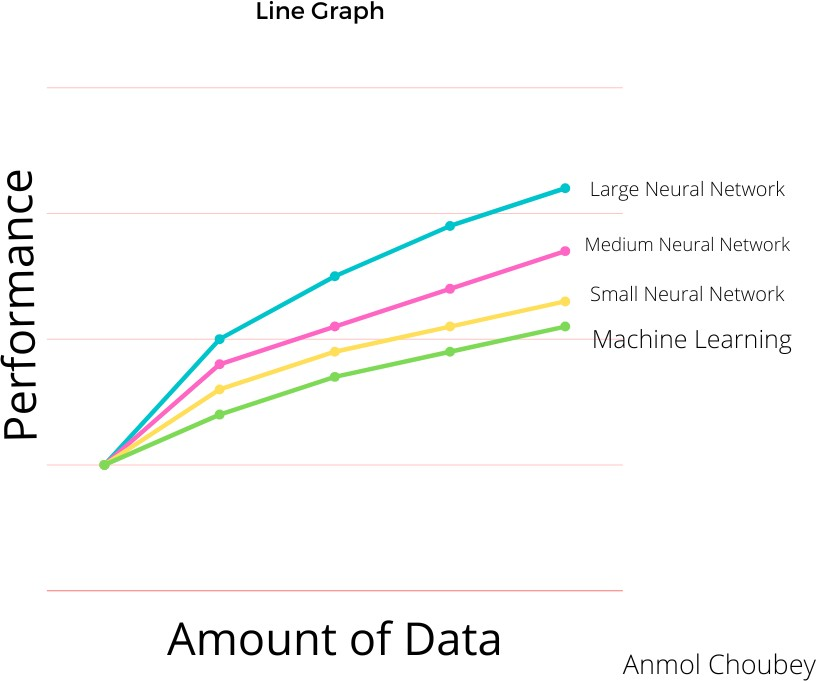 Line Graph
Performance
Large Neural Network
Medium Neural Network
Small Neural Network
Machine Learning
Amount of Data
Anmol Choubey